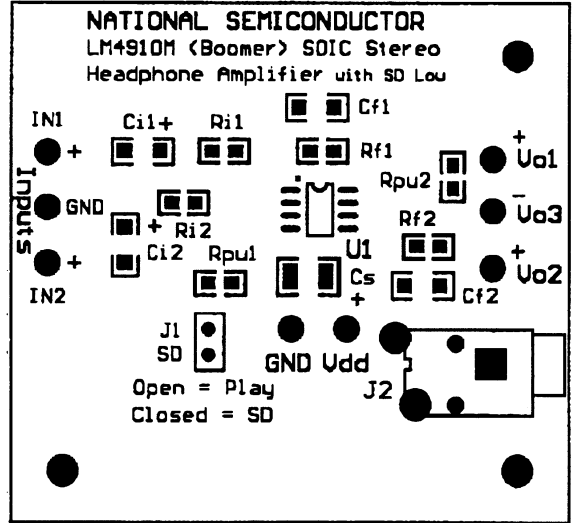 NATIONAL SEMICONDUCTOR
LM4910M (Boomer) SOIC Stereo
Headphone Amplifier with SD Low
Cf1
IN1
Ci1+
Ri1
Rf1
+
+
Vo1
Rpu2
Inputs
GND
Ri2
-
Vo3
+
Ci2
Rf2
+
IN2
Rpu1
U1
+
Vo2
Cs
+
Cf2
J1
SD
GND Vdd
J2
Open = Play
Closed = SD